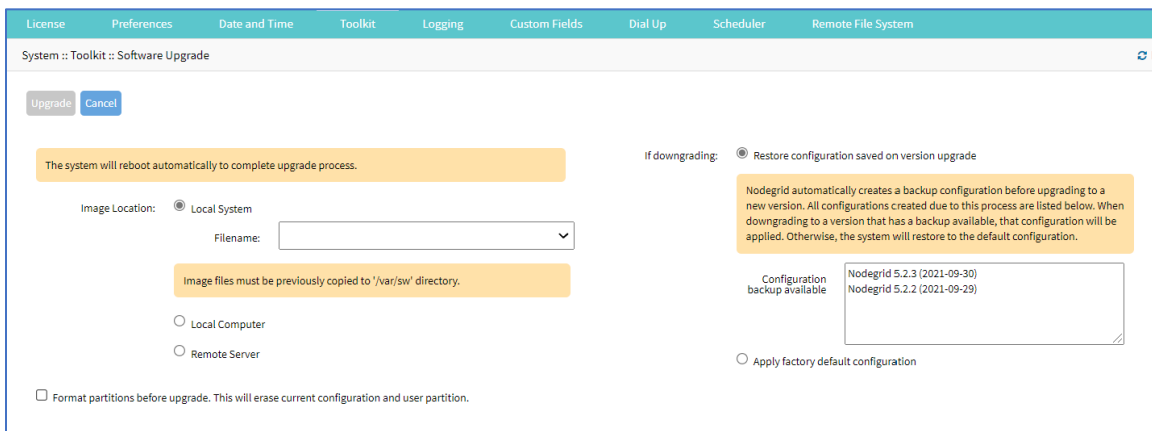 License Preferences Date and Time Toolkit Logging Custom Fields Dial Up Scheduler Remote File System
System :: Toolkit :: Software Upgrade
Upgrade Cancel
The system will reboot automatically to complete upgrade process.
Image Location: Local System
Filename:
Image files must be previously copied to '/var/sw' directory.
Local Computer
Remote Server
Format partitions before upgrade. This will erase current configuration and user partition.
If downgrading: Restore configuration saved on version upgrade
Nodegrid automatically creates a backup configuration before upgrading to a
new version. All configurations created due to this process are listed below. When
downgrading to a version that has a backup available, that configuration will be
applied. Otherwise, the system will restore to the default configuration.
Configuration
backup available
Nodegrid 5.2.3 (2021-09-30)
Nodegrid 5.2.2 (2021-09-29)
Apply factory default configuration